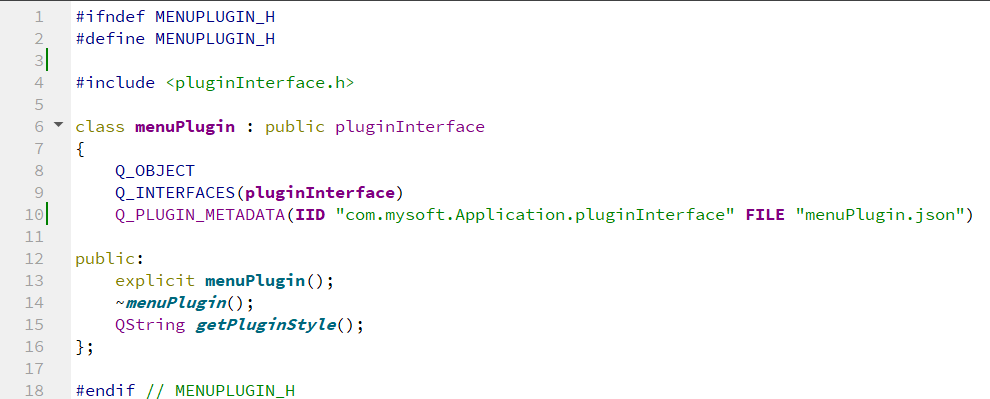 1 #ifndef MENUPLUGIN_H
2 #define MENUPLUGIN_H
3
4 #include <pluginInterface.h>
5
6 class menuPlugin : public pluginInterface
7 {
8     Q_OBJECT
9     Q_INTERFACES(pluginInterface)
10     Q_PLUGIN_METADATA(IID "com.mysoft.Application.pluginInterface" FILE "menuPlugin.json")
11
12 public:
13     explicit menuPlugin();
14     ~menuPlugin();
15     QString getPluginStyle();
16 };
17
18 #endif // MENUPLUGIN_H